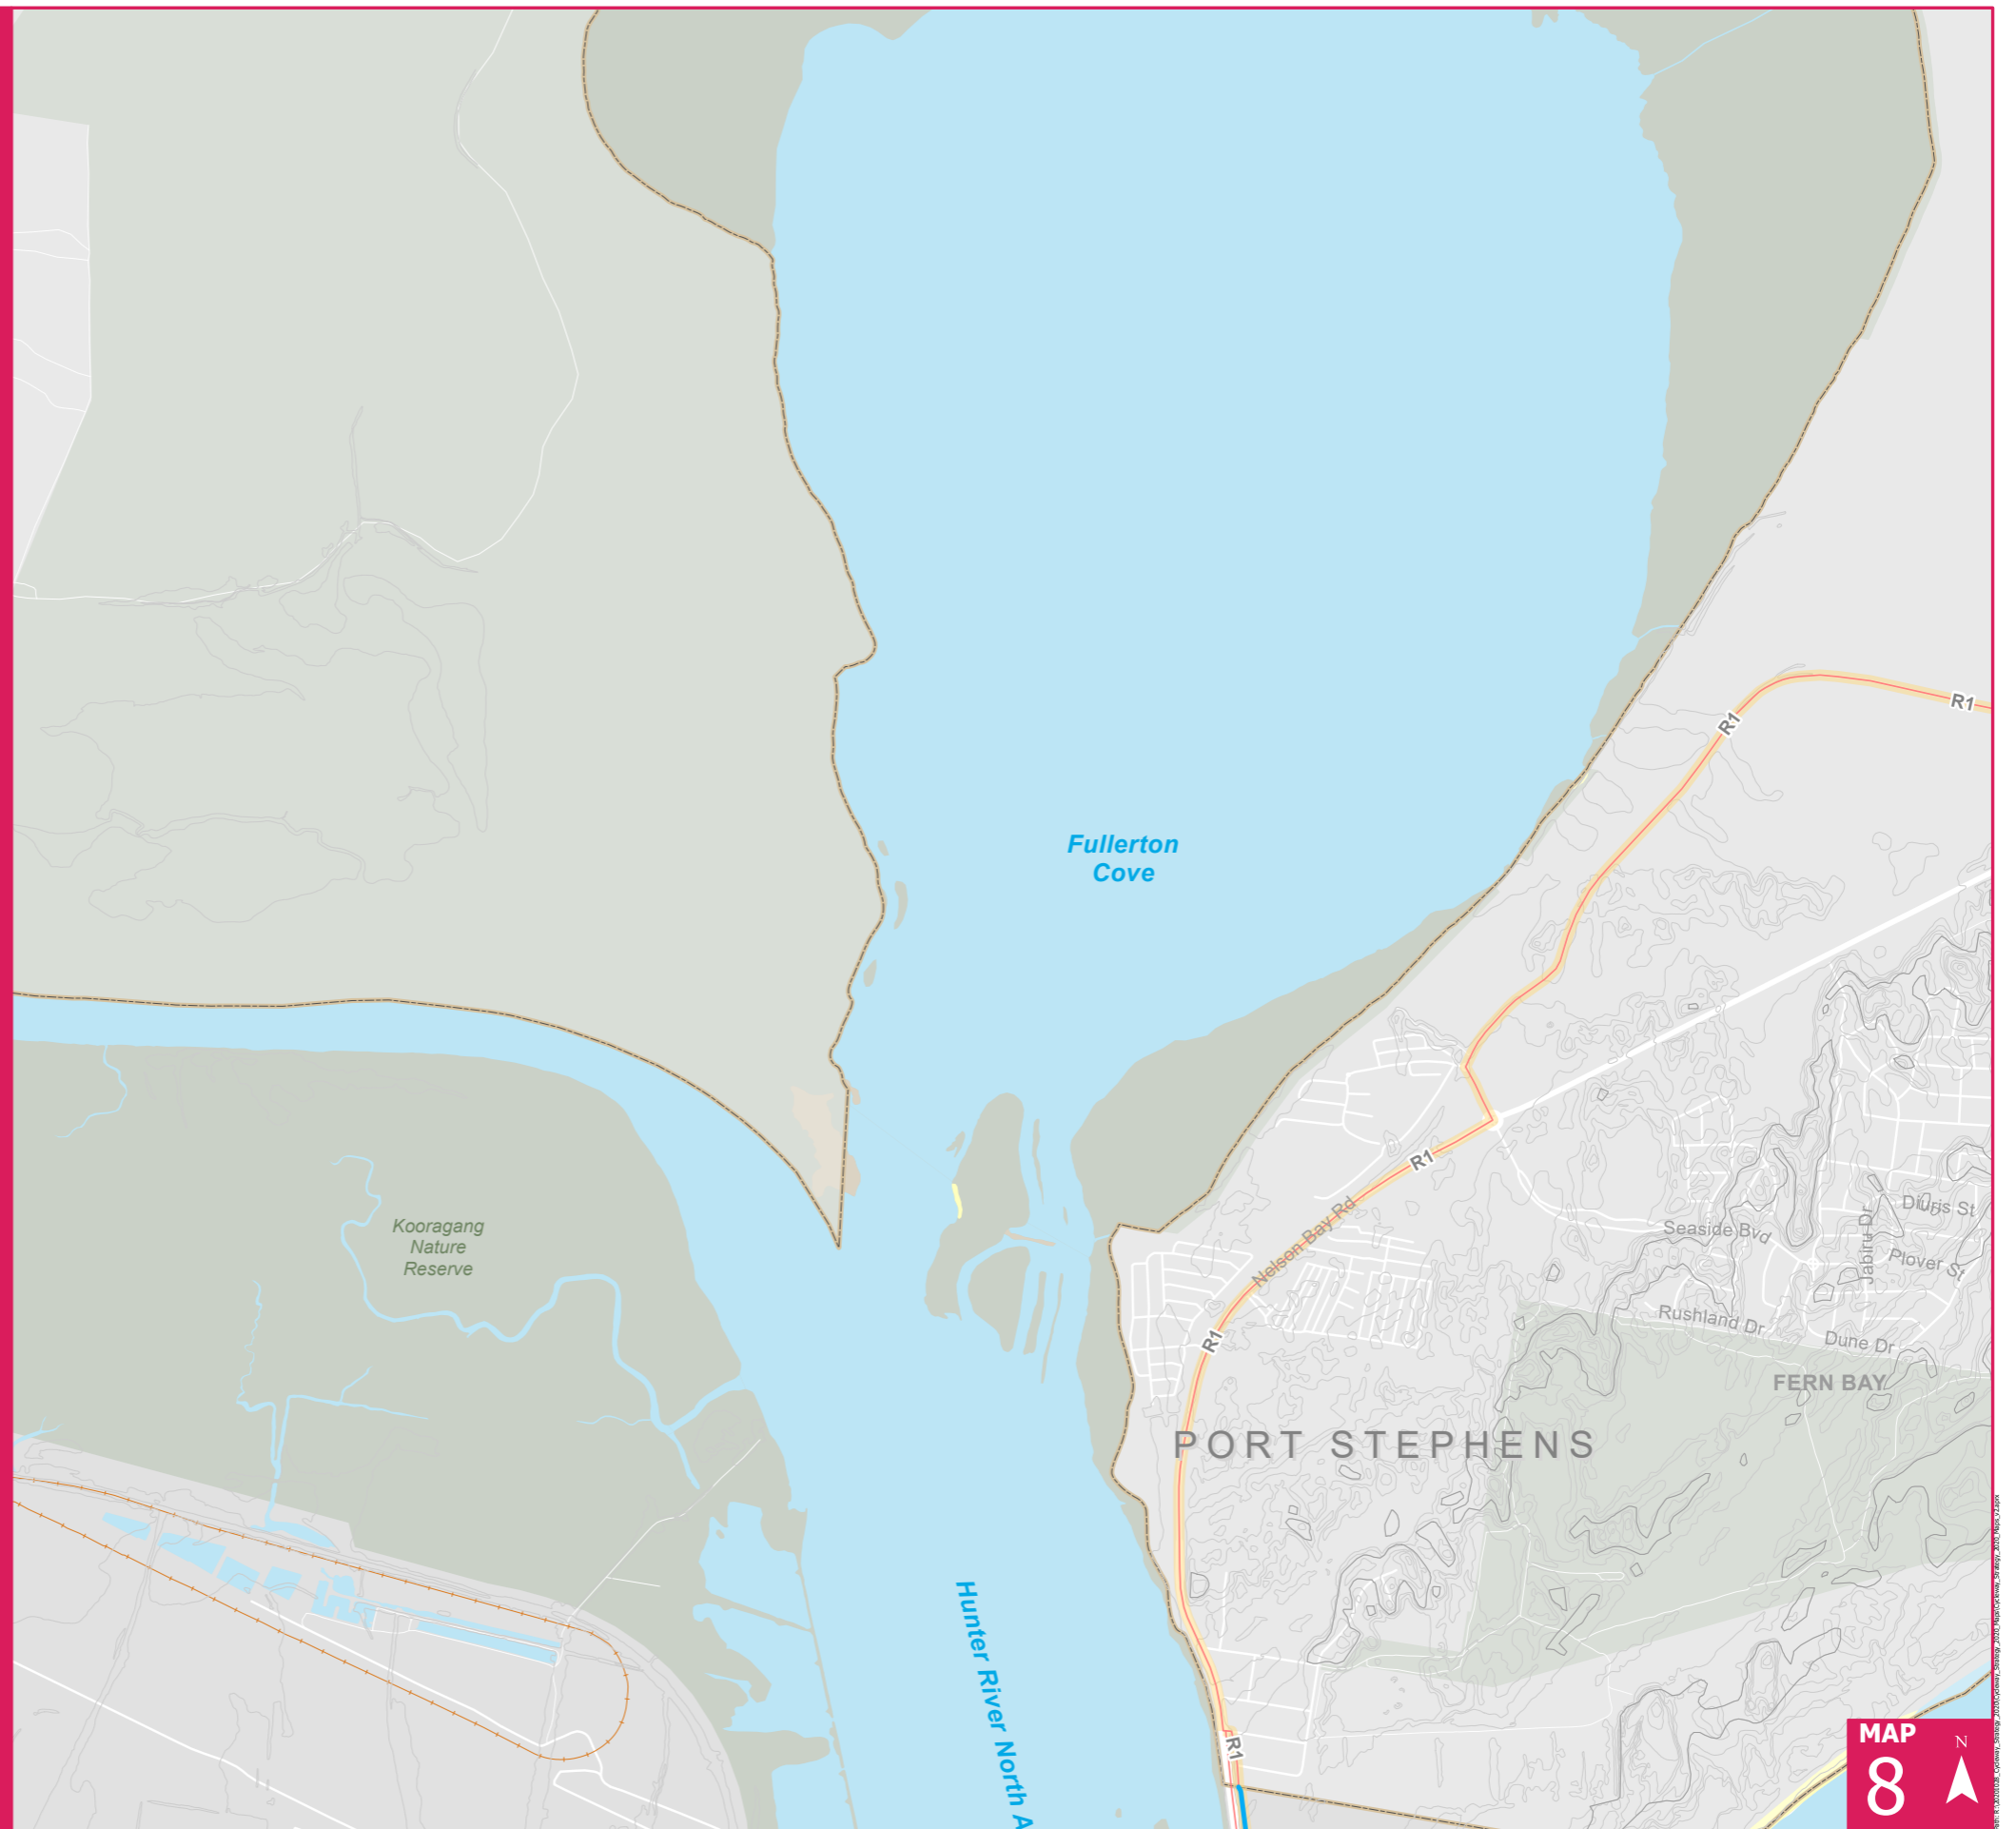 R1
R1
Fullerton
Cove
R1
Nelson Bay Rd
Kooragang
Nature
Reserve
Diuris St
Seaside Bvd
Jabiru Dr
Plover St
R1
Rushland Dr
Dune Dr
FERN BAY
PORT STEPHENS
Hunter River North A
R1
MAP
N
8